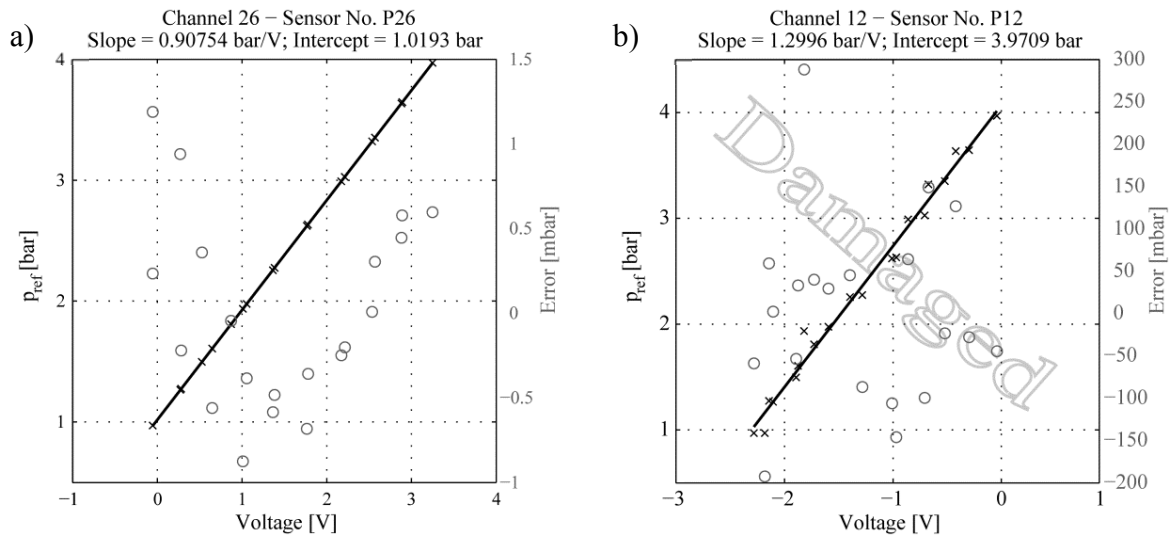 a)
Channel 26 − Sensor No. P26
Slope = 0.90754 bar/V; Intercept = 1.0193 bar
4
3
2
1
p_ref [bar]
1.5
1
0.5
0
−0.5
−1
Error [mbar]
−1 0 1 2 3 4
Voltage [V]
b)
Channel 12 − Sensor No. P12
Slope = 1.2996 bar/V; Intercept = 3.9709 bar
4
3
2
1
p_ref [bar]
Damaged
300
250
200
150
100
50
0
−50
−100
−150
−200
Error [mbar]
−3 −2 −1 0 1
Voltage [V]